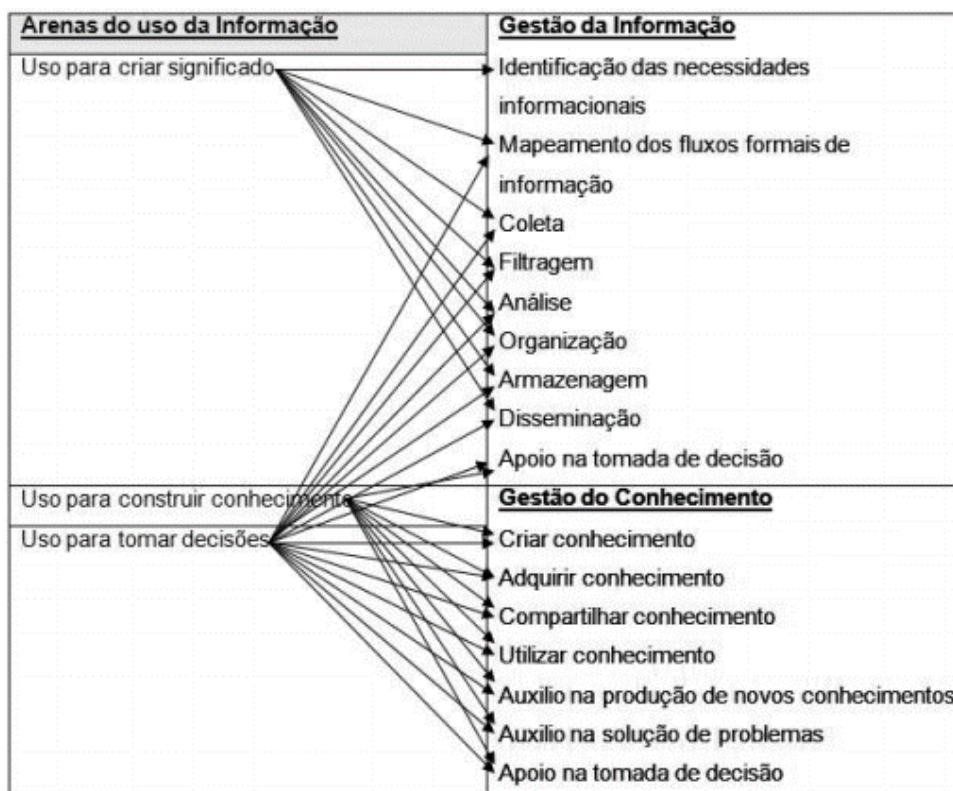 Arenas do uso da Informação
Uso para criar significado
Uso para construir conhecimento
Uso para tomar decisões
Gestão da Informação
Identificação das necessidades
informacionais
Mapeamento dos fluxos formais de
informação
Coleta
Filtragem
Análise
Organização
Armazenagem
Disseminação
Apoio na tomada de decisão
Gestão do Conhecimento
Criar conhecimento
Adquirir conhecimento
Compartilhar conhecimento
Utilizar conhecimento
Auxilio na produção de novos conhecimentos
Auxilio na solução de problemas
Apoio na tomada de decisão